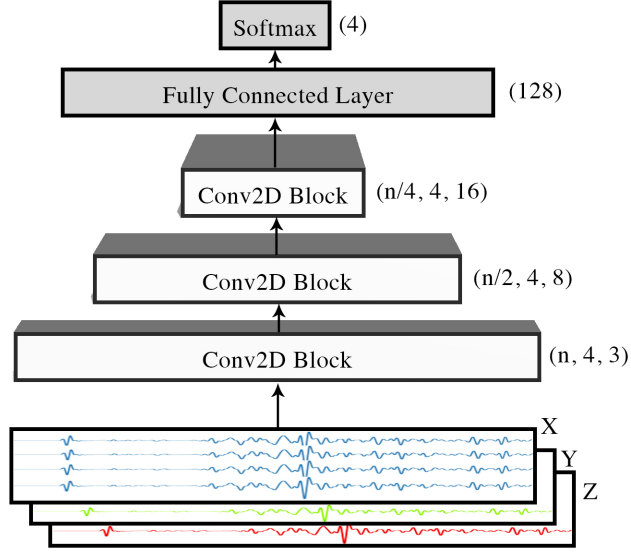 Softmax (4)
Fully Connected Layer (128)
Conv2D Block (n/4, 4, 16)
Conv2D Block (n/2, 4, 8)
Conv2D Block (n, 4, 3)
X
Y
Z